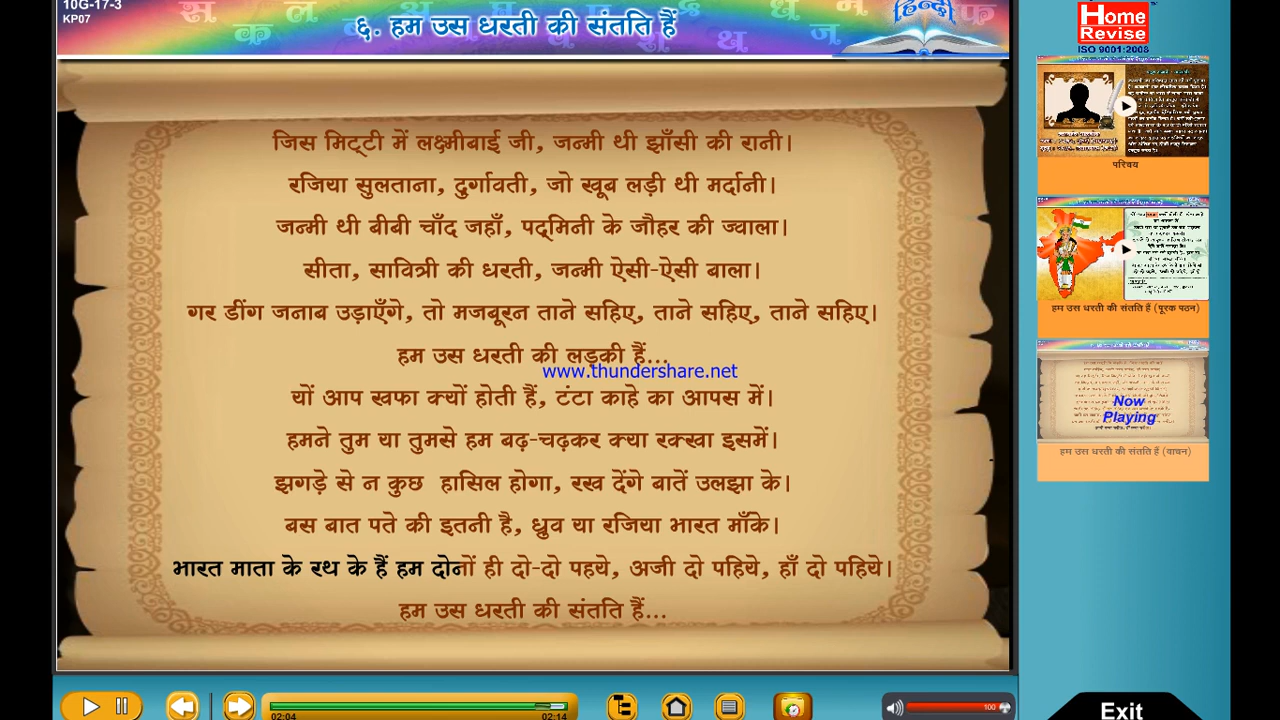 10G-17-3
KP07
६. हम उस धरती की संतति हैं
हिन्दी
Home
Revise
ISO 9001:2008
जिस मिट्टी में लक्ष्मीबाई जी, जन्मी थी झाँसी की रानी।
रजिया सुलताना, दुर्गावती, जो खूब लड़ी थी मर्दानी।
जन्मी थी बीबी चाँद जहाँ, पद्मिनी के जौहर की ज्वाला।
सीता, सावित्री की धरती, जन्मी ऐसी-ऐसी बाला।
गर डींग जनाब उड़ाएँगे, तो मजबूरन ताने सहिए, ताने सहिए, ताने सहिए।
हम उस धरती की लड़की हैं...
www.thundershare.net
यों आप खफा क्यों होती हैं, टंटा काहे का आपस में।
हमने तुम या तुमसे हम बढ़-चढ़कर क्या रक्खा इसमें।
झगड़े से न कुछ हासिल होगा, रख देंगे बातें उलझा के।
बस बात पते की इतनी है, ध्रुव या रजिया भारत माँके।
भारत माता के रथ के हैं हम दोनों ही दो-दो पहये, अजी दो पहिये, हाँ दो पहिये।
हम उस धरती की संतति हैं...
परिचय
हम उस धरती की संतति हैं (पूरक पठन)
Now
Playing
हम उस धरती की संतति हैं (वाचन)
02:04
02:14
100
Exit